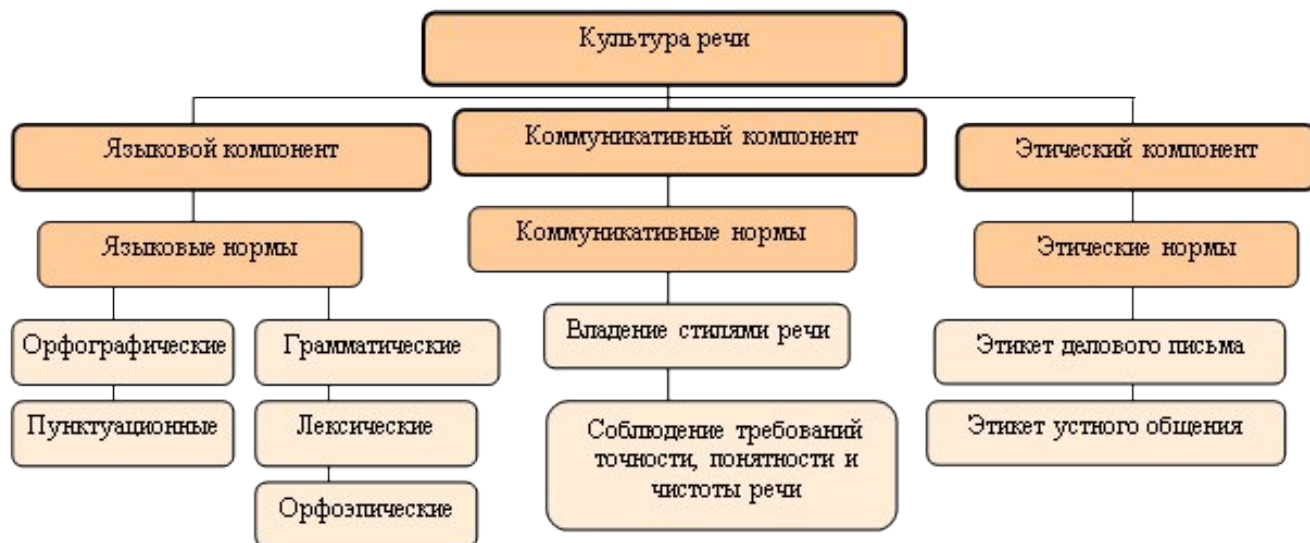 Культура речи
Языковой компонент
Коммуникативный компонент
Этический компонент
Языковые нормы
Коммуникативные нормы
Этические нормы
Орфографические
Грамматические
Владение стилями речи
Этикет делового письма
Пунктуационные
Лексические
Соблюдение требований
точности, понятности и
чистоты речи
Этикет устного общения
Орфоэпические